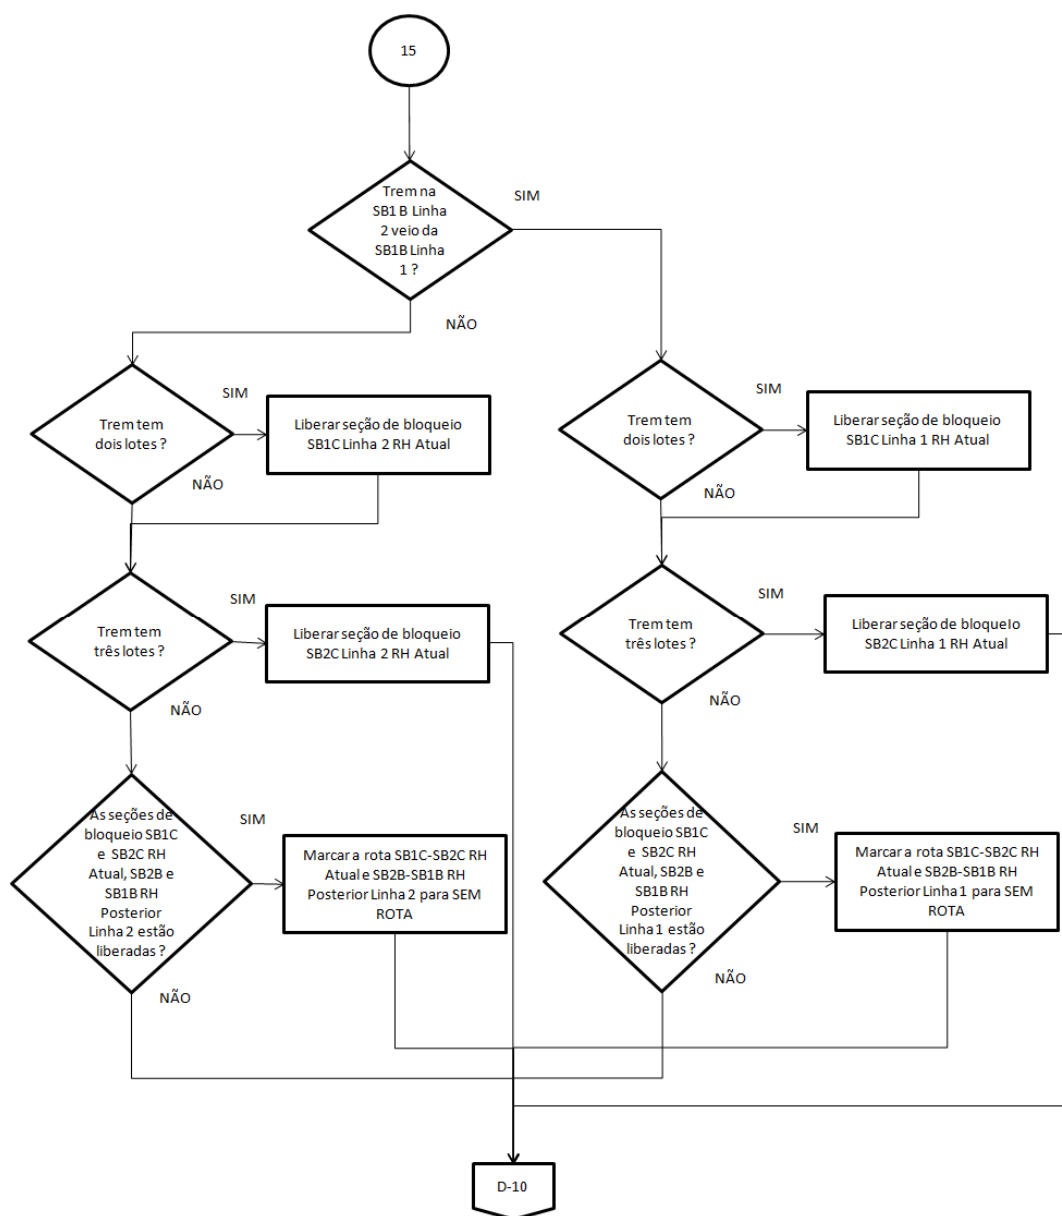 15
Trem na
SB1 B Linha
2 veio da
SB1B Linha
1 ?
SIM
NÃO
Trem tem
dois lotes ?
SIM
NÃO
Liberar seção de bloqueio
SB1C Linha 2 RH Atual
Trem tem
dois lotes ?
SIM
NÃO
Liberar seção de bloqueio
SB1C Linha 1 RH Atual
Trem tem
três lotes ?
SIM
NÃO
Liberar seção de bloqueio
SB2C Linha 2 RH Atual
Trem tem
três lotes ?
SIM
NÃO
Liberar seção de bloqueio
SB2C Linha 1 RH Atual
As seções de
bloqueio SB1C
e SB2C RH
Atual, SB2B e
SB1B RH
Posterior
Linha 2 estão
liberadas ?
SIM
NÃO
Marcar a rota SB1C-SB2C RH
Atual e SB2B-SB1B RH
Posterior Linha 2 para SEM
ROTA
As seções de
bloqueio SB1C
e SB2C RH
Atual, SB2B e
SB1B RH
Posterior
Linha 1 estão
liberadas ?
SIM
NÃO
Marcar a rota SB1C-SB2C RH
Atual e SB2B-SB1B RH
Posterior Linha 1 para SEM
ROTA
D-10